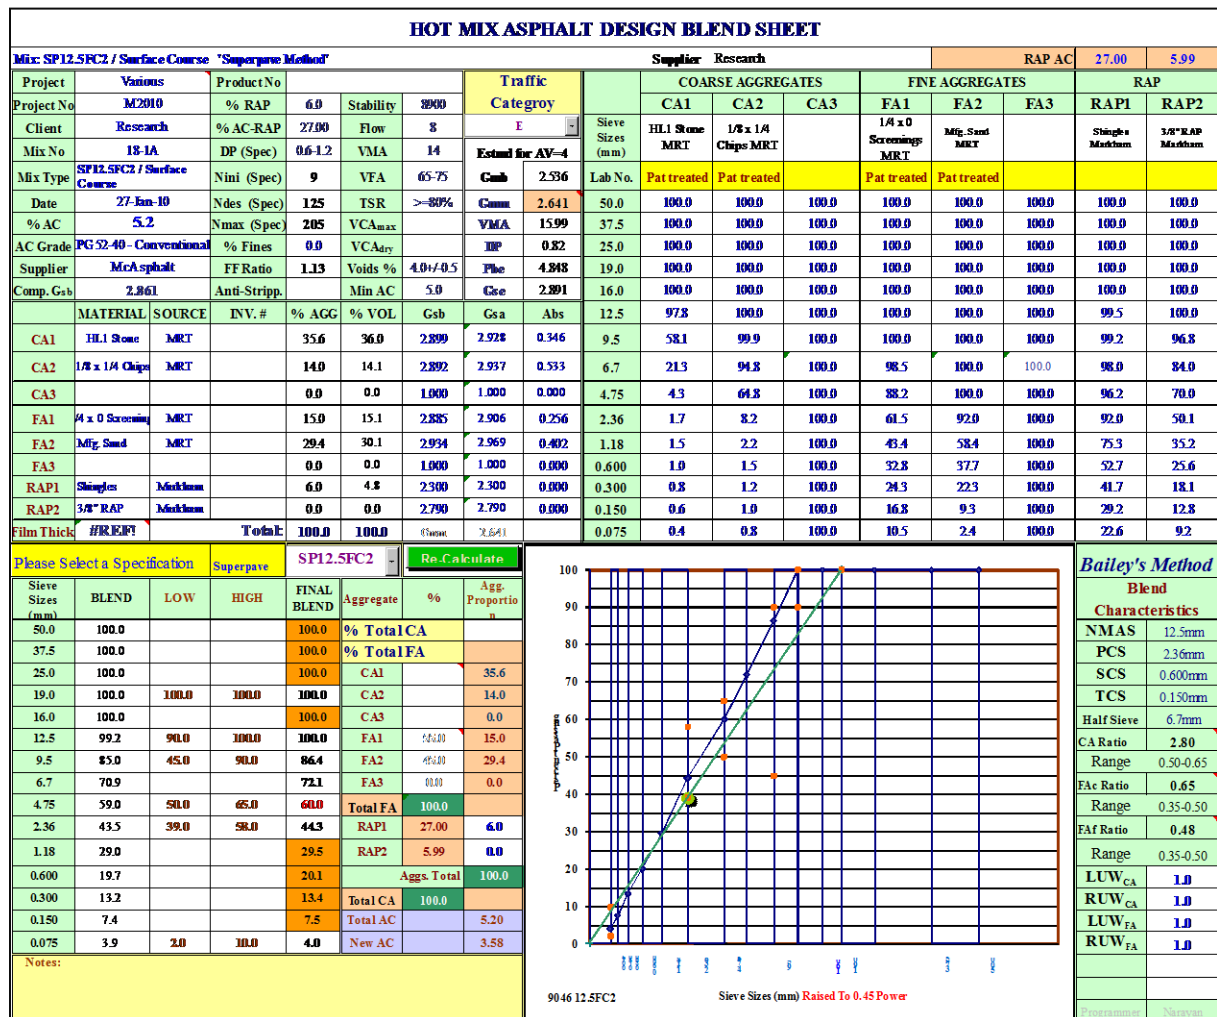 HOT MIX ASPHALT DESIGN BLEND SHEET
Mix: SP12.5FC2 / Surface Course "Superpave Method" Supplier Research RAP AC 27.00 5.99
Project Various Product No Traffic COARSE AGGREGATES FINE AGGREGATES RAP
Project No M2010 % RAP 6.0 Stability 8900 Categroy CA1 CA2 CA3 FA1 FA2 FA3 RAP1 RAP2
Client Research % AC-RAP 27.00 Flow 8 E Sieve Sizes (mm) HL1 Stone MRT 1/8 x 1/4 Chips MRT 1/4 x 0 Screenings MRT Mfg. Sand MRT Shingles Markham 3/8" RAP Markham
Mix No 18-1A DP (Spec) 0.6-1.2 VMA 14 Estmd for AV=4
Mix Type SP12.5FC2 / Surface Course Nini (Spec) 9 VFA 65-75 Gmb 2.536 Lab No. Pat treated Pat treated Pat treated Pat treated
Date 27-Jan-10 Ndes (Spec) 125 TSR >=80% Gmm 2.641 50.0 100.0 100.0 100.0 100.0 100.0 100.0 100.0 100.0
% AC 5.2 Nmax (Spec) 205 VCAmax VMA 15.99 37.5 100.0 100.0 100.0 100.0 100.0 100.0 100.0 100.0
AC Grade PG 52-40 - Conventional % Fines 0.0 VCAdry DP 0.82 25.0 100.0 100.0 100.0 100.0 100.0 100.0 100.0 100.0
Supplier McAsphalt FF Ratio 1.13 Voids % 4.0+/-0.5 Pbe 4.848 19.0 100.0 100.0 100.0 100.0 100.0 100.0 100.0 100.0
Comp. Gsb 2.861 Anti-Stripp. Min AC 5.0 Gse 2.891 16.0 100.0 100.0 100.0 100.0 100.0 100.0 100.0 100.0
MATERIAL SOURCE INV. # % AGG % VOL Gsb Gsa Abs 12.5 97.8 100.0 100.0 100.0 100.0 100.0 99.5 100.0
CA1 HL1 Stone MRT 35.6 36.0 2.899 2.928 0.346 9.5 58.1 99.9 100.0 100.0 100.0 100.0 99.2 96.8
CA2 1/8 x 1/4 Chips MRT 14.0 14.1 2.892 2.937 0.533 6.7 21.3 94.8 100.0 98.5 100.0 100.0 98.0 84.0
CA3 0.0 0.0 1.000 1.000 0.000 4.75 4.3 64.8 100.0 88.2 100.0 100.0 96.2 70.0
FA1 /4 x 0 Screening MRT 15.0 15.1 2.885 2.906 0.256 2.36 1.7 8.2 100.0 61.5 92.0 100.0 92.0 50.1
FA2 Mfg. Sand MRT 29.4 30.1 2.934 2.969 0.402 1.18 1.5 2.2 100.0 43.4 58.4 100.0 75.3 35.2
FA3 0.0 0.0 1.000 1.000 0.000 0.600 1.0 1.5 100.0 32.8 37.7 100.0 52.7 25.6
RAP1 Shingles Markham 6.0 4.8 2.300 2.300 0.000 0.300 0.8 1.2 100.0 24.3 22.3 100.0 41.7 18.1
RAP2 3/8" RAP Markham 0.0 0.0 2.790 2.790 0.000 0.150 0.6 1.0 100.0 16.8 9.3 100.0 29.2 12.8
Film Thick #REF! Total: 100.0 100.0 2.641 0.075 0.4 0.8 100.0 10.5 2.4 100.0 22.6 9.2
Please Select a Specification Superpave SP12.5FC2 Re-Calculate
Sieve Sizes (mm) BLEND LOW HIGH FINAL BLEND Aggregate % Agg. Proportion
50.0 100.0 100.0 % Total CA
37.5 100.0 100.0 % Total FA
25.0 100.0 100.0 CA1 35.6
19.0 100.0 100.0 100.0 100.0 CA2 14.0
16.0 100.0 100.0 CA3 0.0
12.5 99.2 90.0 100.0 100.0 FA1 15.0
9.5 85.0 45.0 90.0 86.4 FA2 29.4
6.7 70.9 72.1 FA3 0.0
4.75 59.0 50.0 65.0 60.0 Total FA 100.0
2.36 43.5 39.0 58.0 44.3 RAP1 27.00 6.0
1.18 29.0 29.5 RAP2 5.99 0.0
0.600 19.7 20.1 Aggs. Total 100.0
0.300 13.2 13.4 Total CA 100.0
0.150 7.4 7.5 Total AC 5.20
0.075 3.9 2.0 10.0 4.0 New AC 3.58
Notes:
100
90
80
70
60
50
40
30
20
10
0
9046 12.5FC2 Sieve Sizes (mm) Raised To 0.45 Power
Bailey's Method
Blend
Characteristics
NMAS 12.5mm
PCS 2.36mm
SCS 0.600mm
TCS 0.150mm
Half Sieve 6.7mm
CA Ratio 2.80
Range 0.50-0.65
FAc Ratio 0.65
Range 0.35-0.50
FAf Ratio 0.48
Range 0.35-0.50
LUWCA 1.0
RUWCA 1.0
LUWFA 1.0
RUWFA 1.0
Programmer Narayan